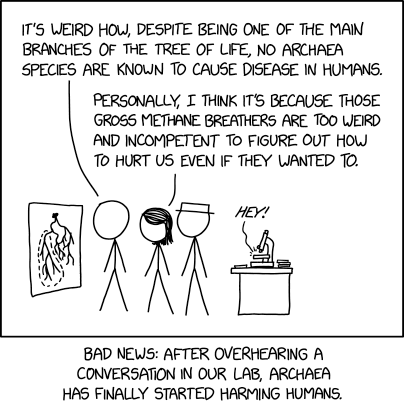 IT'S WEIRD HOW, DESPITE BEING ONE OF THE MAIN
BRANCHES OF THE TREE OF LIFE, NO ARCHAEA
SPECIES ARE KNOWN TO CAUSE DISEASE IN HUMANS.
PERSONALLY, I THINK IT'S BECAUSE THOSE
GROSS METHANE BREATHERS ARE TOO WEIRD
AND INCOMPETENT TO FIGURE OUT HOW
TO HURT US EVEN IF THEY WANTED TO.
HEY!
BAD NEWS: AFTER OVERHEARING A
CONVERSATION IN OUR LAB, ARCHAEA
HAS FINALLY STARTED HARMING HUMANS.